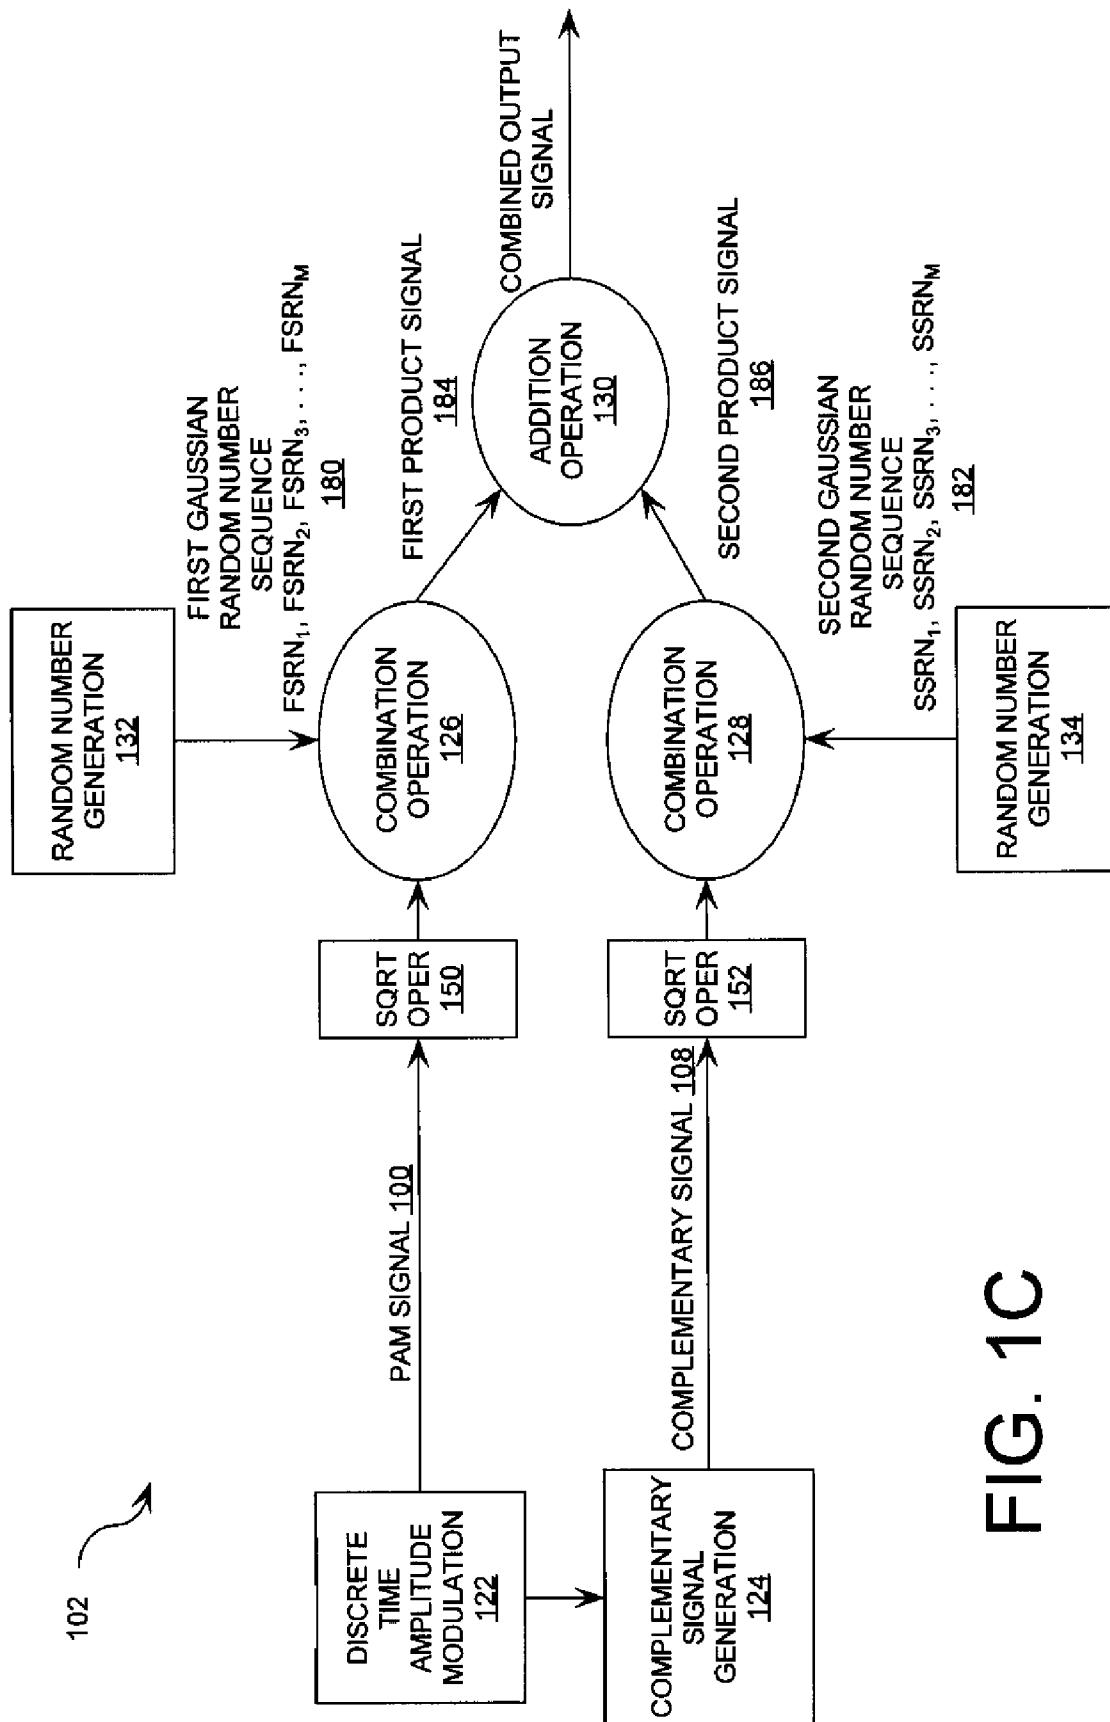 102
DISCRETE
TIME
AMPLITUDE
MODULATION
122
COMPLEMENTARY
SIGNAL
GENERATION
124
PAM SIGNAL 100
COMPLEMENTARY SIGNAL 108
SQRT
OPER
150
SQRT
OPER
152
RANDOM NUMBER
GENERATION
132
FIRST GAUSSIAN
RANDOM NUMBER
SEQUENCE
FSRN₁, FSRN₂, FSRN₃, . . . , FSRN_M
180
COMBINATION
OPERATION
126
COMBINATION
OPERATION
128
RANDOM NUMBER
GENERATION
134
SECOND GAUSSIAN
RANDOM NUMBER
SEQUENCE
SSRN₁, SSRN₂, SSRN₃, . . . ., SSRN_M
182
FIRST PRODUCT SIGNAL
184
SECOND PRODUCT SIGNAL
186
ADDITION
OPERATION
130
COMBINED OUTPUT
SIGNAL
FIG. 1C